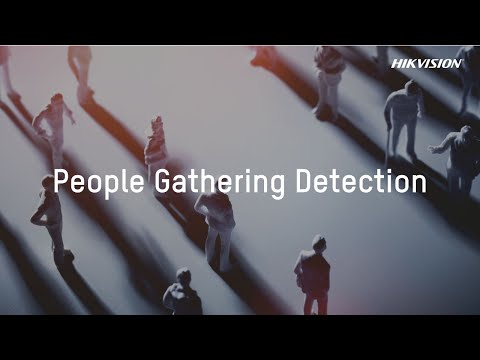 HIKVISION
People Gathering Detection